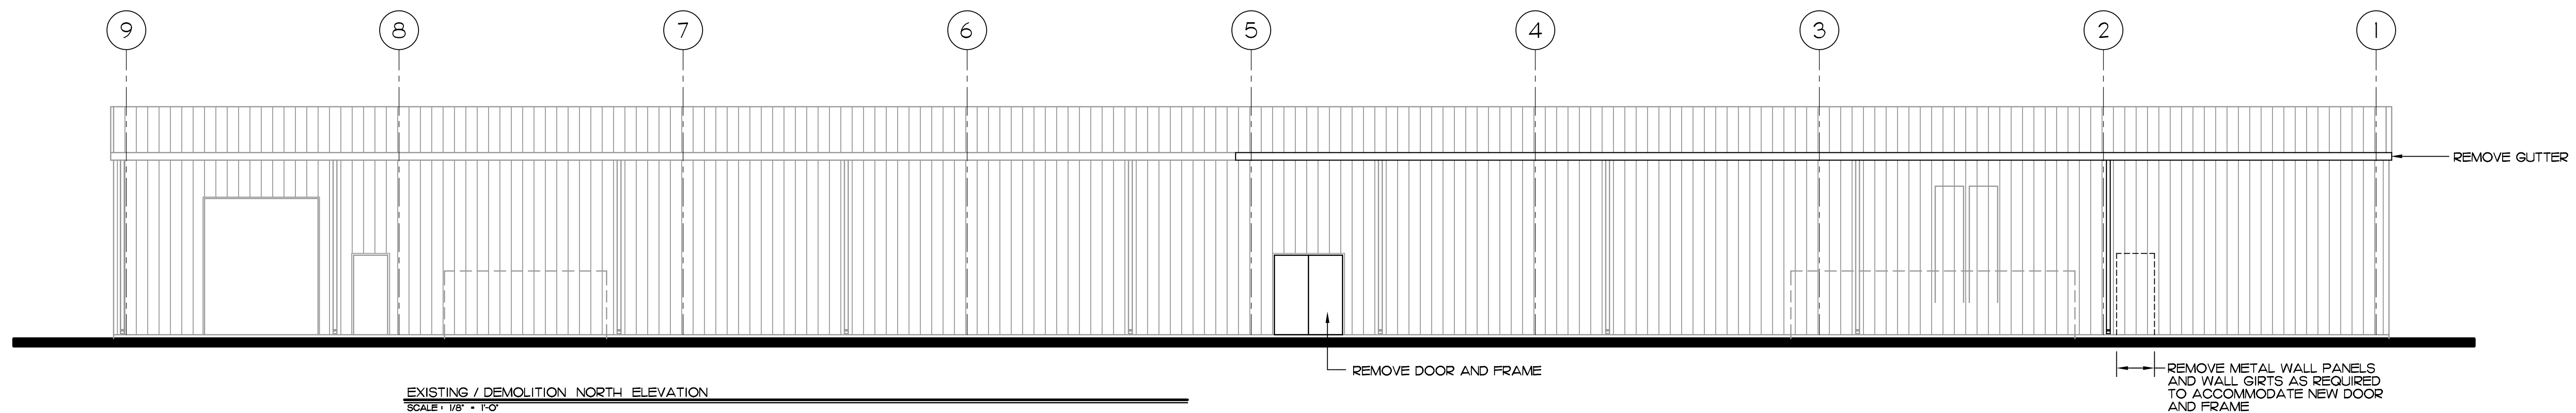 9 8 7 6 5 4 3 2 1
REMOVE GUTTER
REMOVE DOOR AND FRAME
REMOVE METAL WALL PANELS
AND WALL GIRTS AS REQUIRED
TO ACCOMMODATE NEW DOOR
AND FRAME
EXISTING / DEMOLITION NORTH ELEVATION
SCALE : 1/8" = 1'-0"